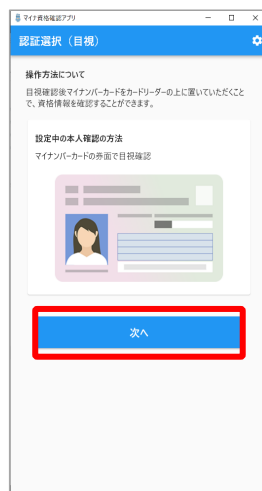 マイナ資格確認アプリ
認証選択（目視）
操作方法について
目視確認後マイナンバーカードをカードリーダーの上に置いていただくこと
で、資格情報を確認することができます。
設定中の本人確認の方法
マイナンバーカードの券面で目視確認
次へ